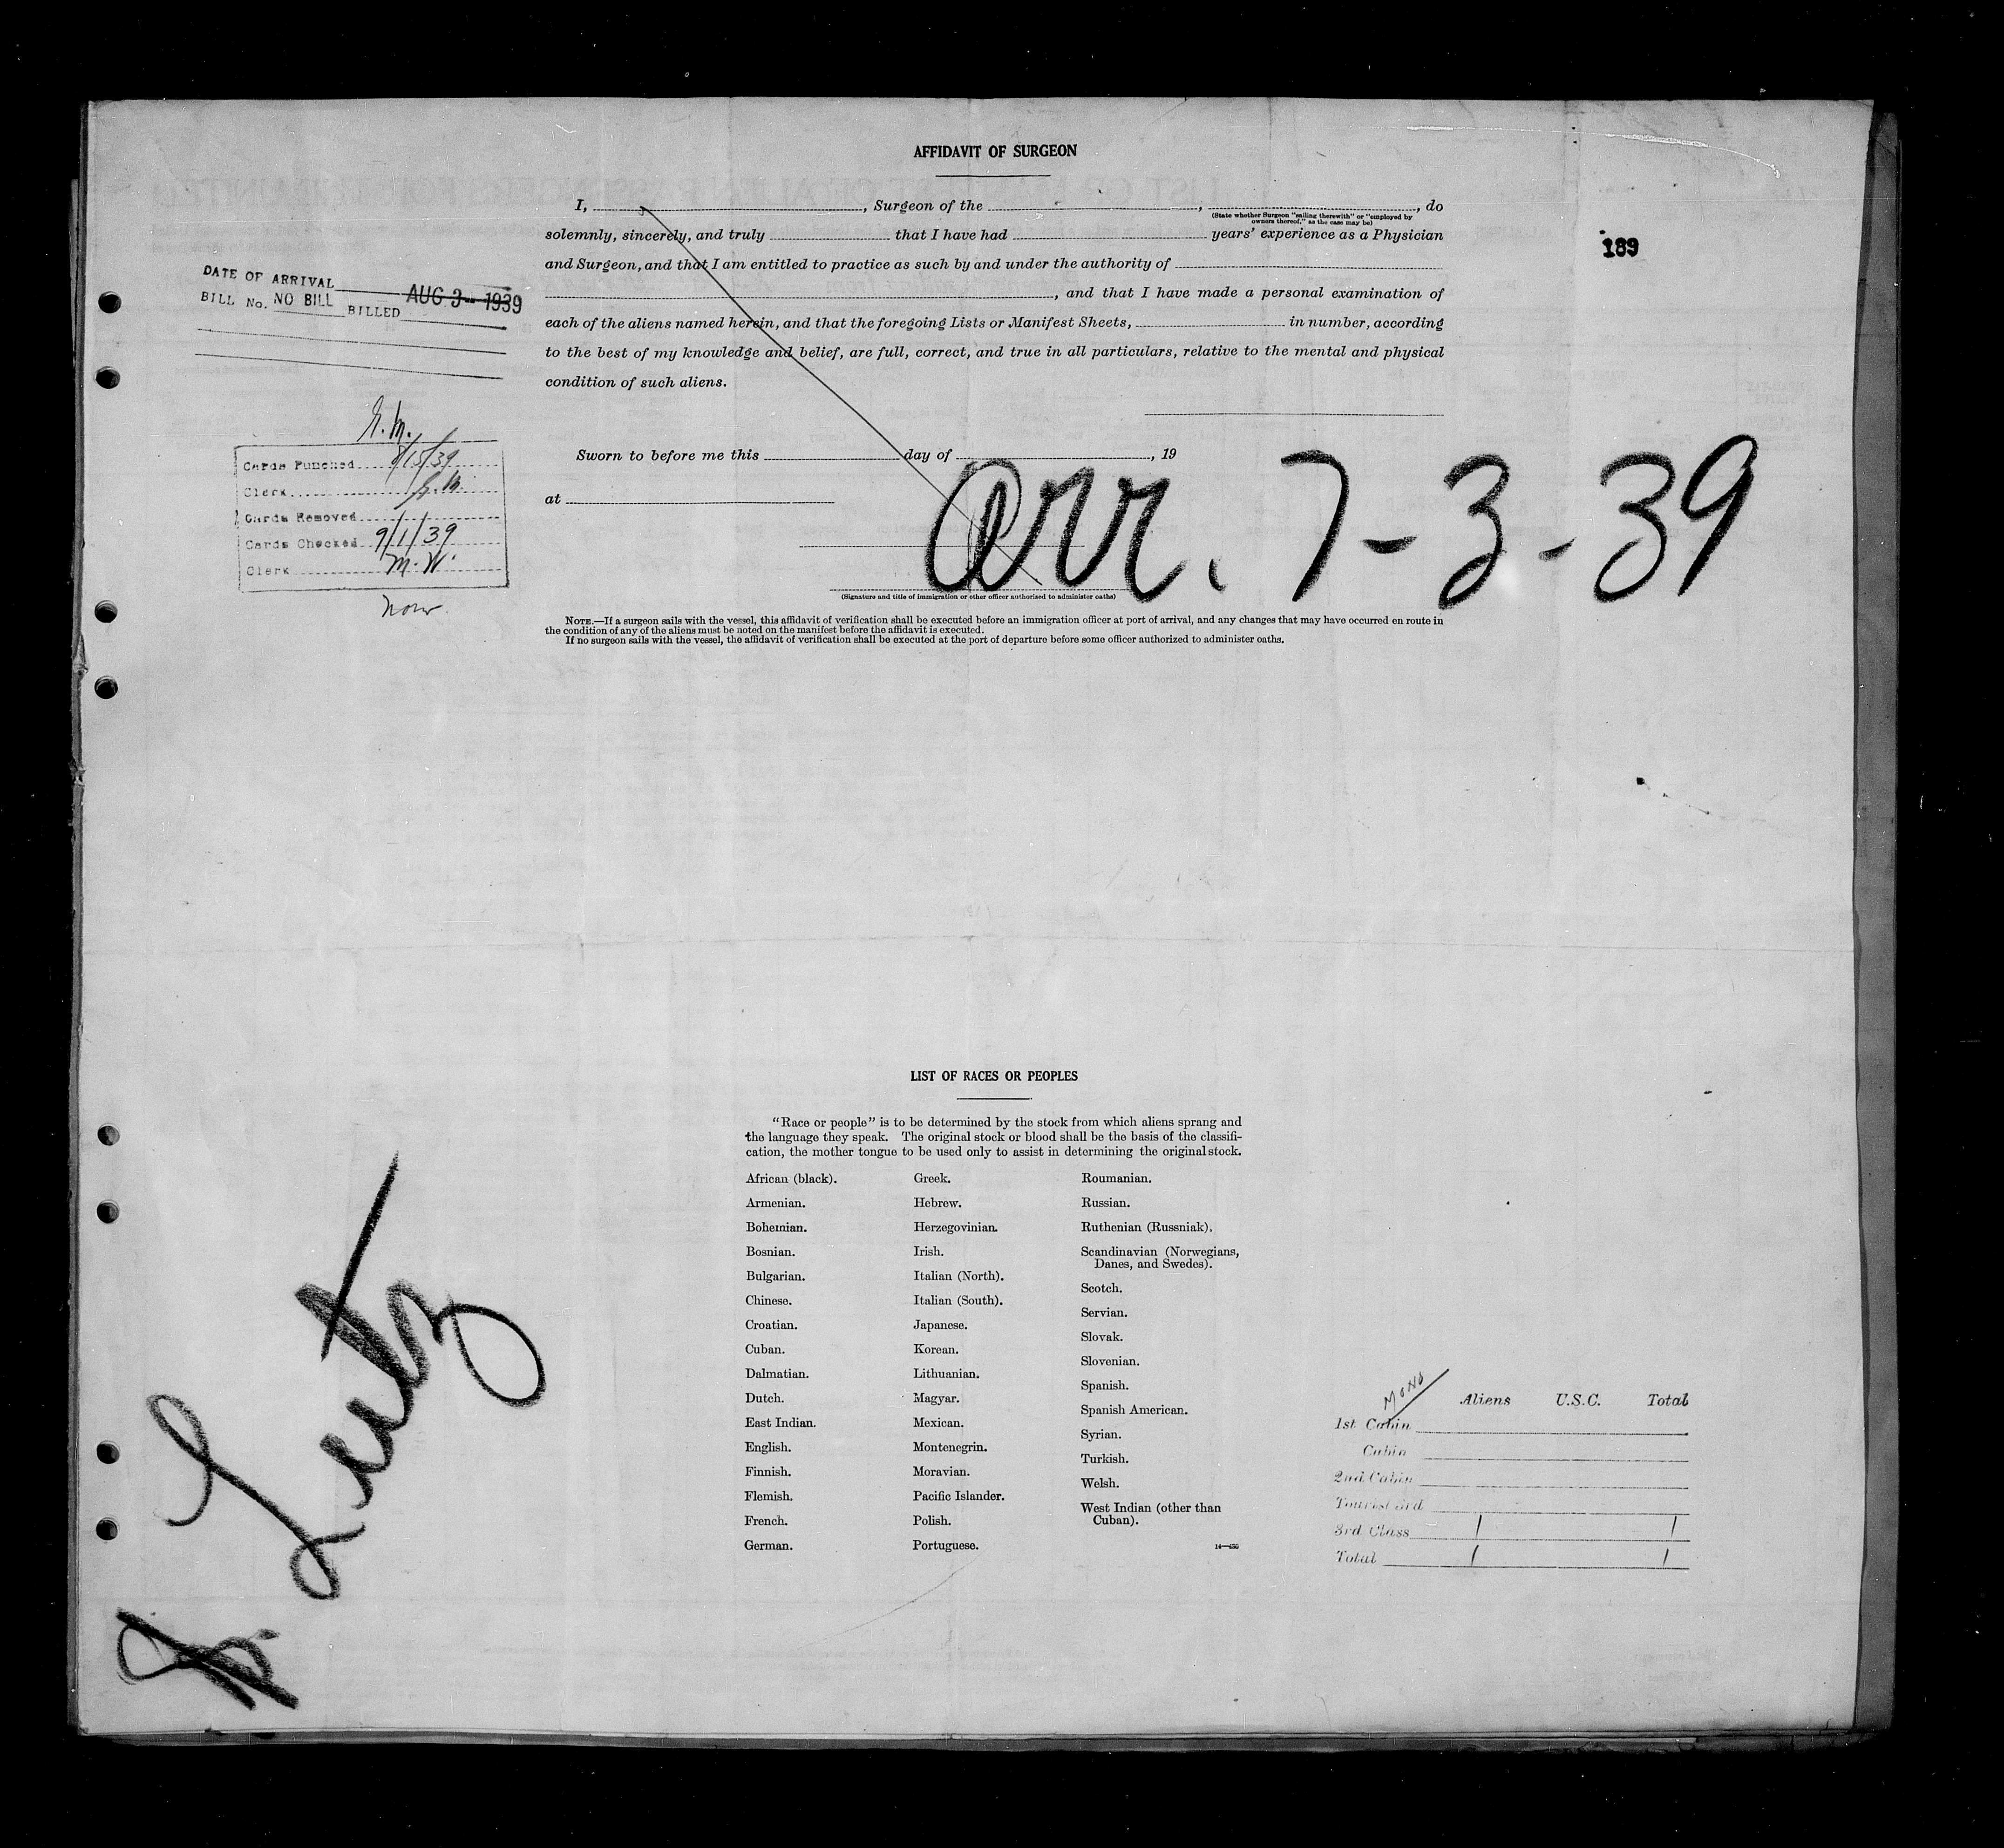 AFFIDAVIT OF SURGEON
I, , Surgeon of the , , do
(State whether Surgeon "sailing therewith" or "employed by
owners thereof," as the case may be)
solemnly, sincerely, and truly that I have had years' experience as a Physician
and Surgeon, and that I am entitled to practice as such by and under the authority of
, and that I have made a personal examination of
each of the aliens named herein, and that the foregoing Lists or Manifest Sheets, in number, according
to the best of my knowledge and belief, are full, correct, and true in all particulars, relative to the mental and physical
condition of such aliens.
189
DATE OF ARRIVAL AUG 3 - 1939
BILL No. NO BILL BILLED
Cards Punched 8/15/39
Clerk
Cards Removed
Cards Checked 9/1/39
Clerk M.W.
Sworn to before me this day of , 19
at
arr. 7-3-39
(Signature and title of immigration or other officer authorized to administer oaths)
NOTE.—If a surgeon sails with the vessel, this affidavit of verification shall be executed before an immigration officer at port of arrival, and any changes that may have occurred en route in
the condition of any of the aliens must be noted on the manifest before the affidavit is executed.
If no surgeon sails with the vessel, the affidavit of verification shall be executed at the port of departure before some officer authorized to administer oaths.
LIST OF RACES OR PEOPLES
"Race or people" is to be determined by the stock from which aliens sprang and
the language they speak. The original stock or blood shall be the basis of the classifi-
cation, the mother tongue to be used only to assist in determining the original stock.
African (black).
Armenian.
Bohemian.
Bosnian.
Bulgarian.
Chinese.
Croatian.
Cuban.
Dalmatian.
Dutch.
East Indian.
English.
Finnish.
Flemish.
French.
German.
Greek.
Hebrew.
Herzegovinian.
Irish.
Italian (North).
Italian (South).
Japanese.
Korean.
Lithuanian.
Magyar.
Mexican.
Montenegrin.
Moravian.
Pacific Islander.
Polish.
Portuguese.
Roumanian.
Russian.
Ruthenian (Russniak).
Scandinavian (Norwegians,
Danes, and Swedes).
Scotch.
Servian.
Slovak.
Slovenian.
Spanish.
Spanish American.
Syrian.
Turkish.
Welsh.
West Indian (other than
Cuban).
Aliens U.S.C. Total
1st Cabin
Cabin
2nd Cabin
Tourist 3rd
3rd Class 1 1
Total 1 1
Lutz